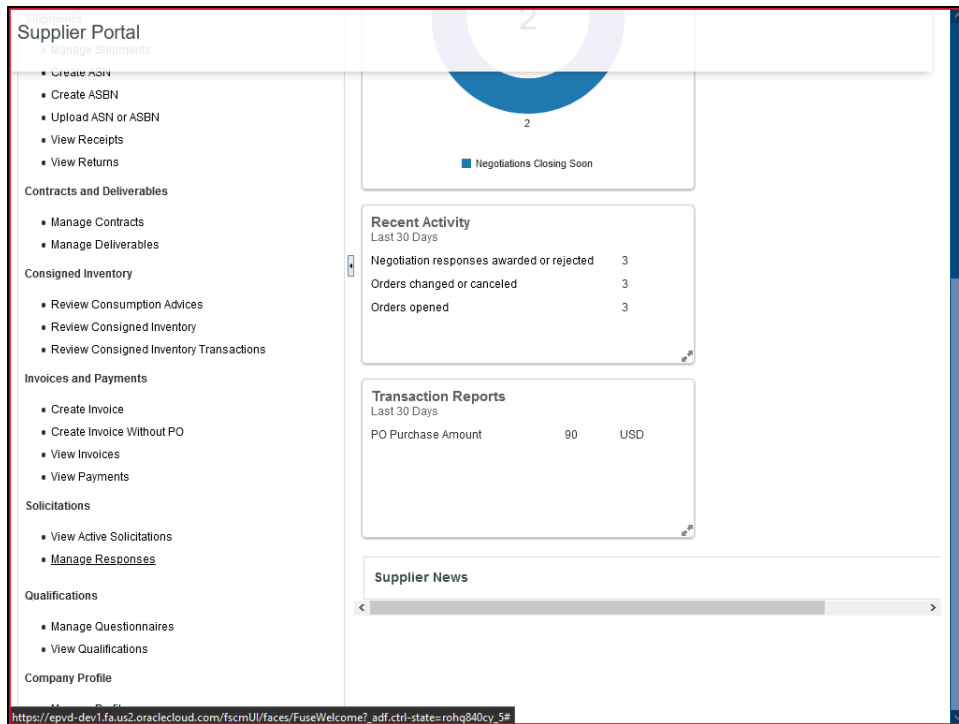 Shipments
Supplier Portal
Manage Shipments
Create ASN
Create ASBN
Upload ASN or ASBN
View Receipts
View Returns
Contracts and Deliverables
Manage Contracts
Manage Deliverables
Consigned Inventory
Review Consumption Advices
Review Consigned Inventory
Review Consigned Inventory Transactions
Invoices and Payments
Create Invoice
Create Invoice Without PO
View Invoices
View Payments
Solicitations
View Active Solicitations
Manage Responses
Qualifications
Manage Questionnaires
View Qualifications
Company Profile
https://epvd-dev1.fa.us2.oraclecloud.com/fscmUI/faces/FuseWelcome?_adf.ctrl-state=rohq840cy_5#
2
2
Negotiations Closing Soon
Recent Activity
Last 30 Days
Negotiation responses awarded or rejected 3
Orders changed or canceled 3
Orders opened 3
Transaction Reports
Last 30 Days
PO Purchase Amount 90 USD
Supplier News